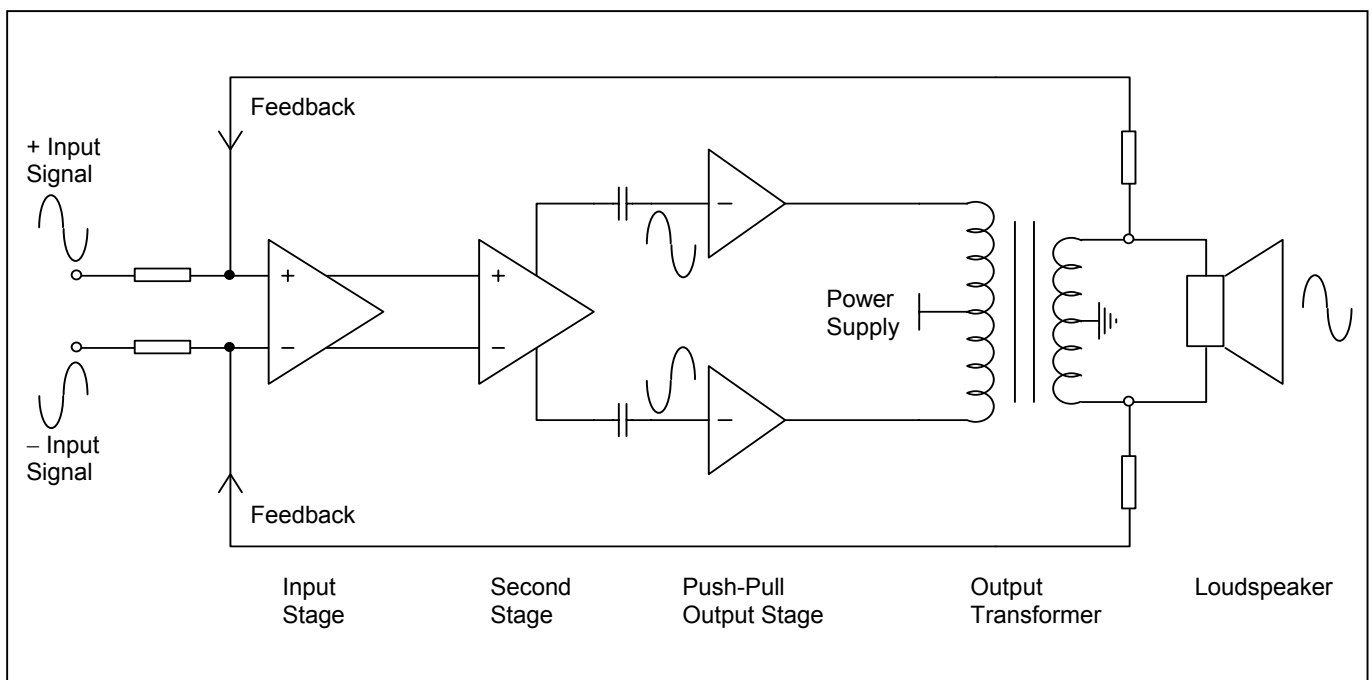 Feedback
+ Input
Signal
−
Power
Supply
+
+
−
−
−
− Input
Signal
Feedback
Input
Stage
Second
Stage
Push-Pull
Output Stage
Output
Transformer
Loudspeaker